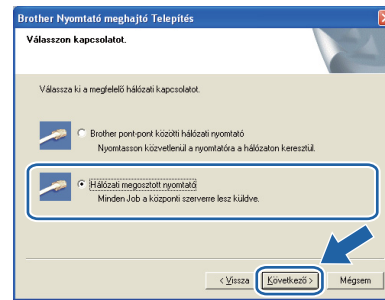 Brother Nyomtató meghajtó Telepítés
Válasszon kapcsolatot.
Válassza ki a megfelelő hálózati kapcsolatot.
Brother pont-pont közötti hálózati nyomtató
Nyomtasson közvetlenül a nyomtatóra a hálózaton keresztül.
Hálózati megosztott nyomtató
Minden Job a központi szerverre lesz küldve.
< Vissza Következő > Mégsem